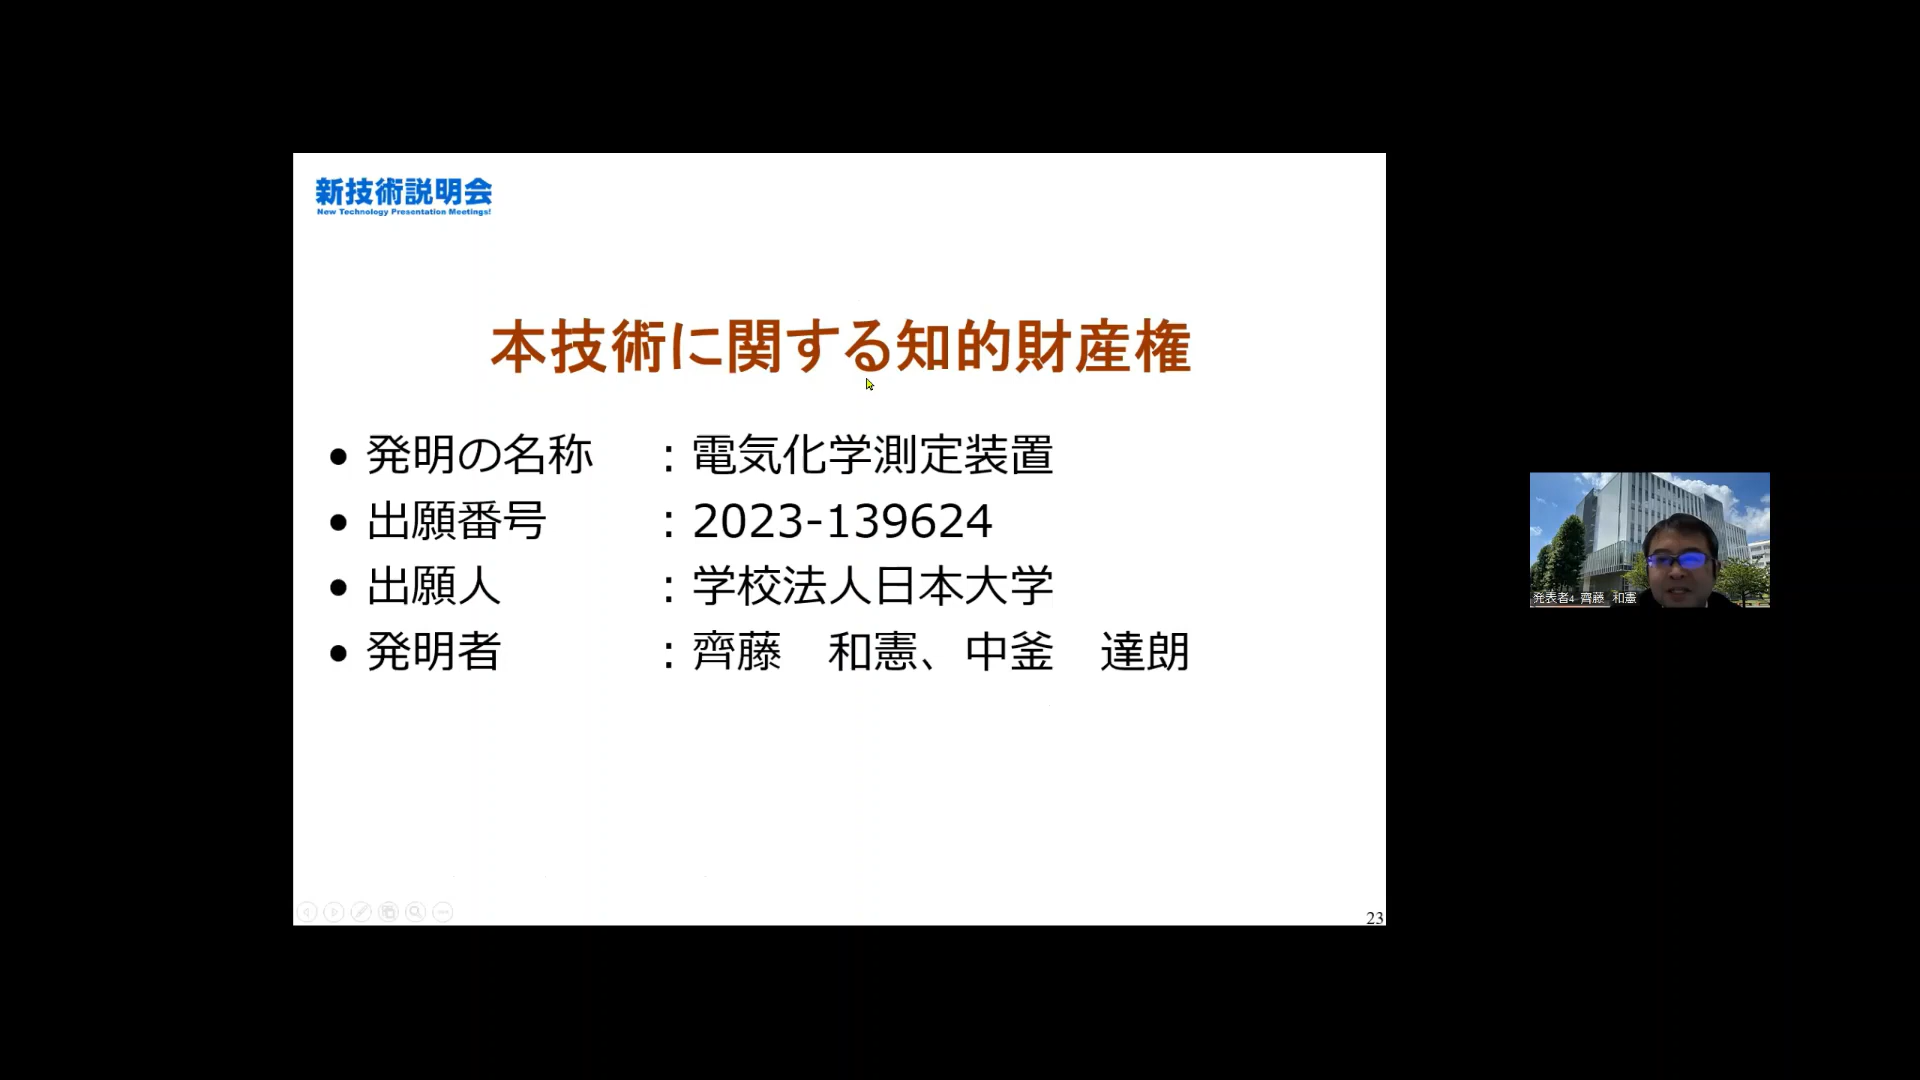 新技術説明会
New Technology Presentation Meetings!
本技術に関する知的財産権
• 発明の名称 ：電気化学測定装置
• 出願番号 ：2023-139624
• 出願人 ：学校法人日本大学
• 発明者 ：齊藤 和憲、中釜 達朗
発表者4 齊藤 和憲
23